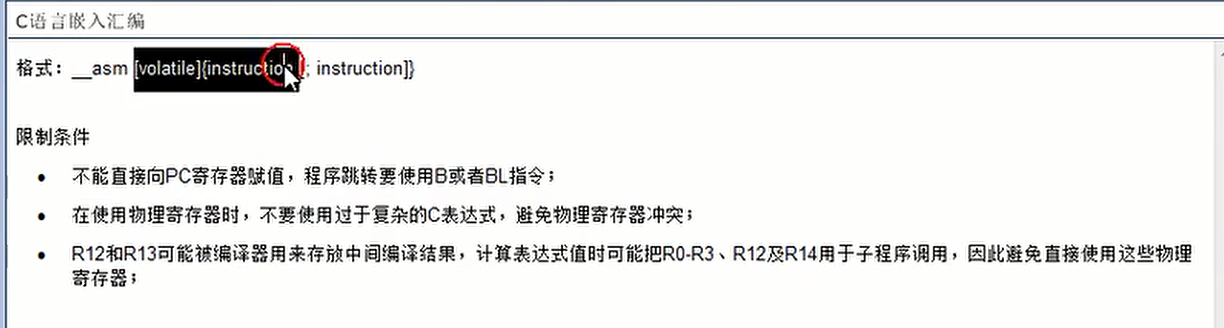 C语言嵌入汇编
格式：__asm [volatile]{instruction [; instruction]}
限制条件
• 不能直接向PC寄存器赋值，程序跳转要使用B或者BL指令；
• 在使用物理寄存器时，不要使用过于复杂的C表达式，避免物理寄存器冲突；
• R12和R13可能被编译器用来存放中间编译结果，计算表达式值时可能把R0-R3、R12及R14用于子程序调用，因此避免直接使用这些物理
寄存器；